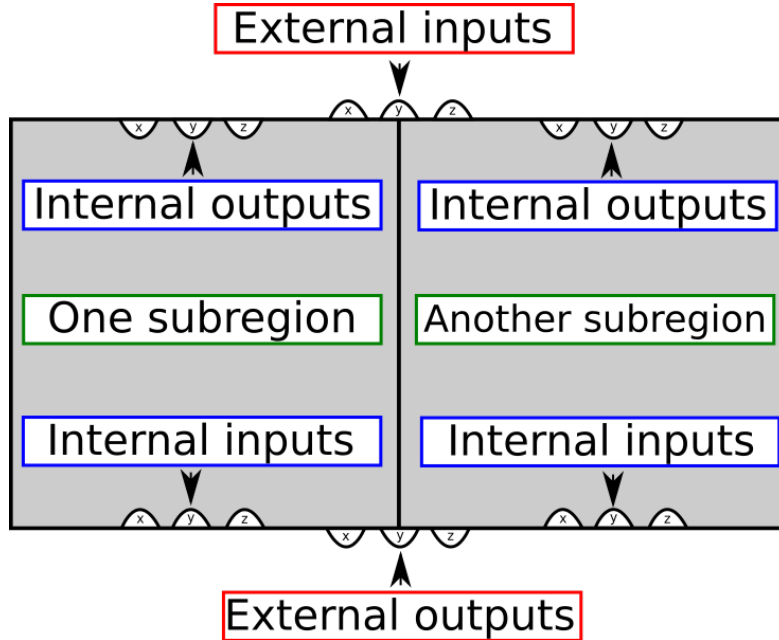 External inputs
x y z
x y z
x y z
Internal outputs
Internal outputs
One subregion
Another subregion
Internal inputs
Internal inputs
x y z
x y z
x y z
External outputs